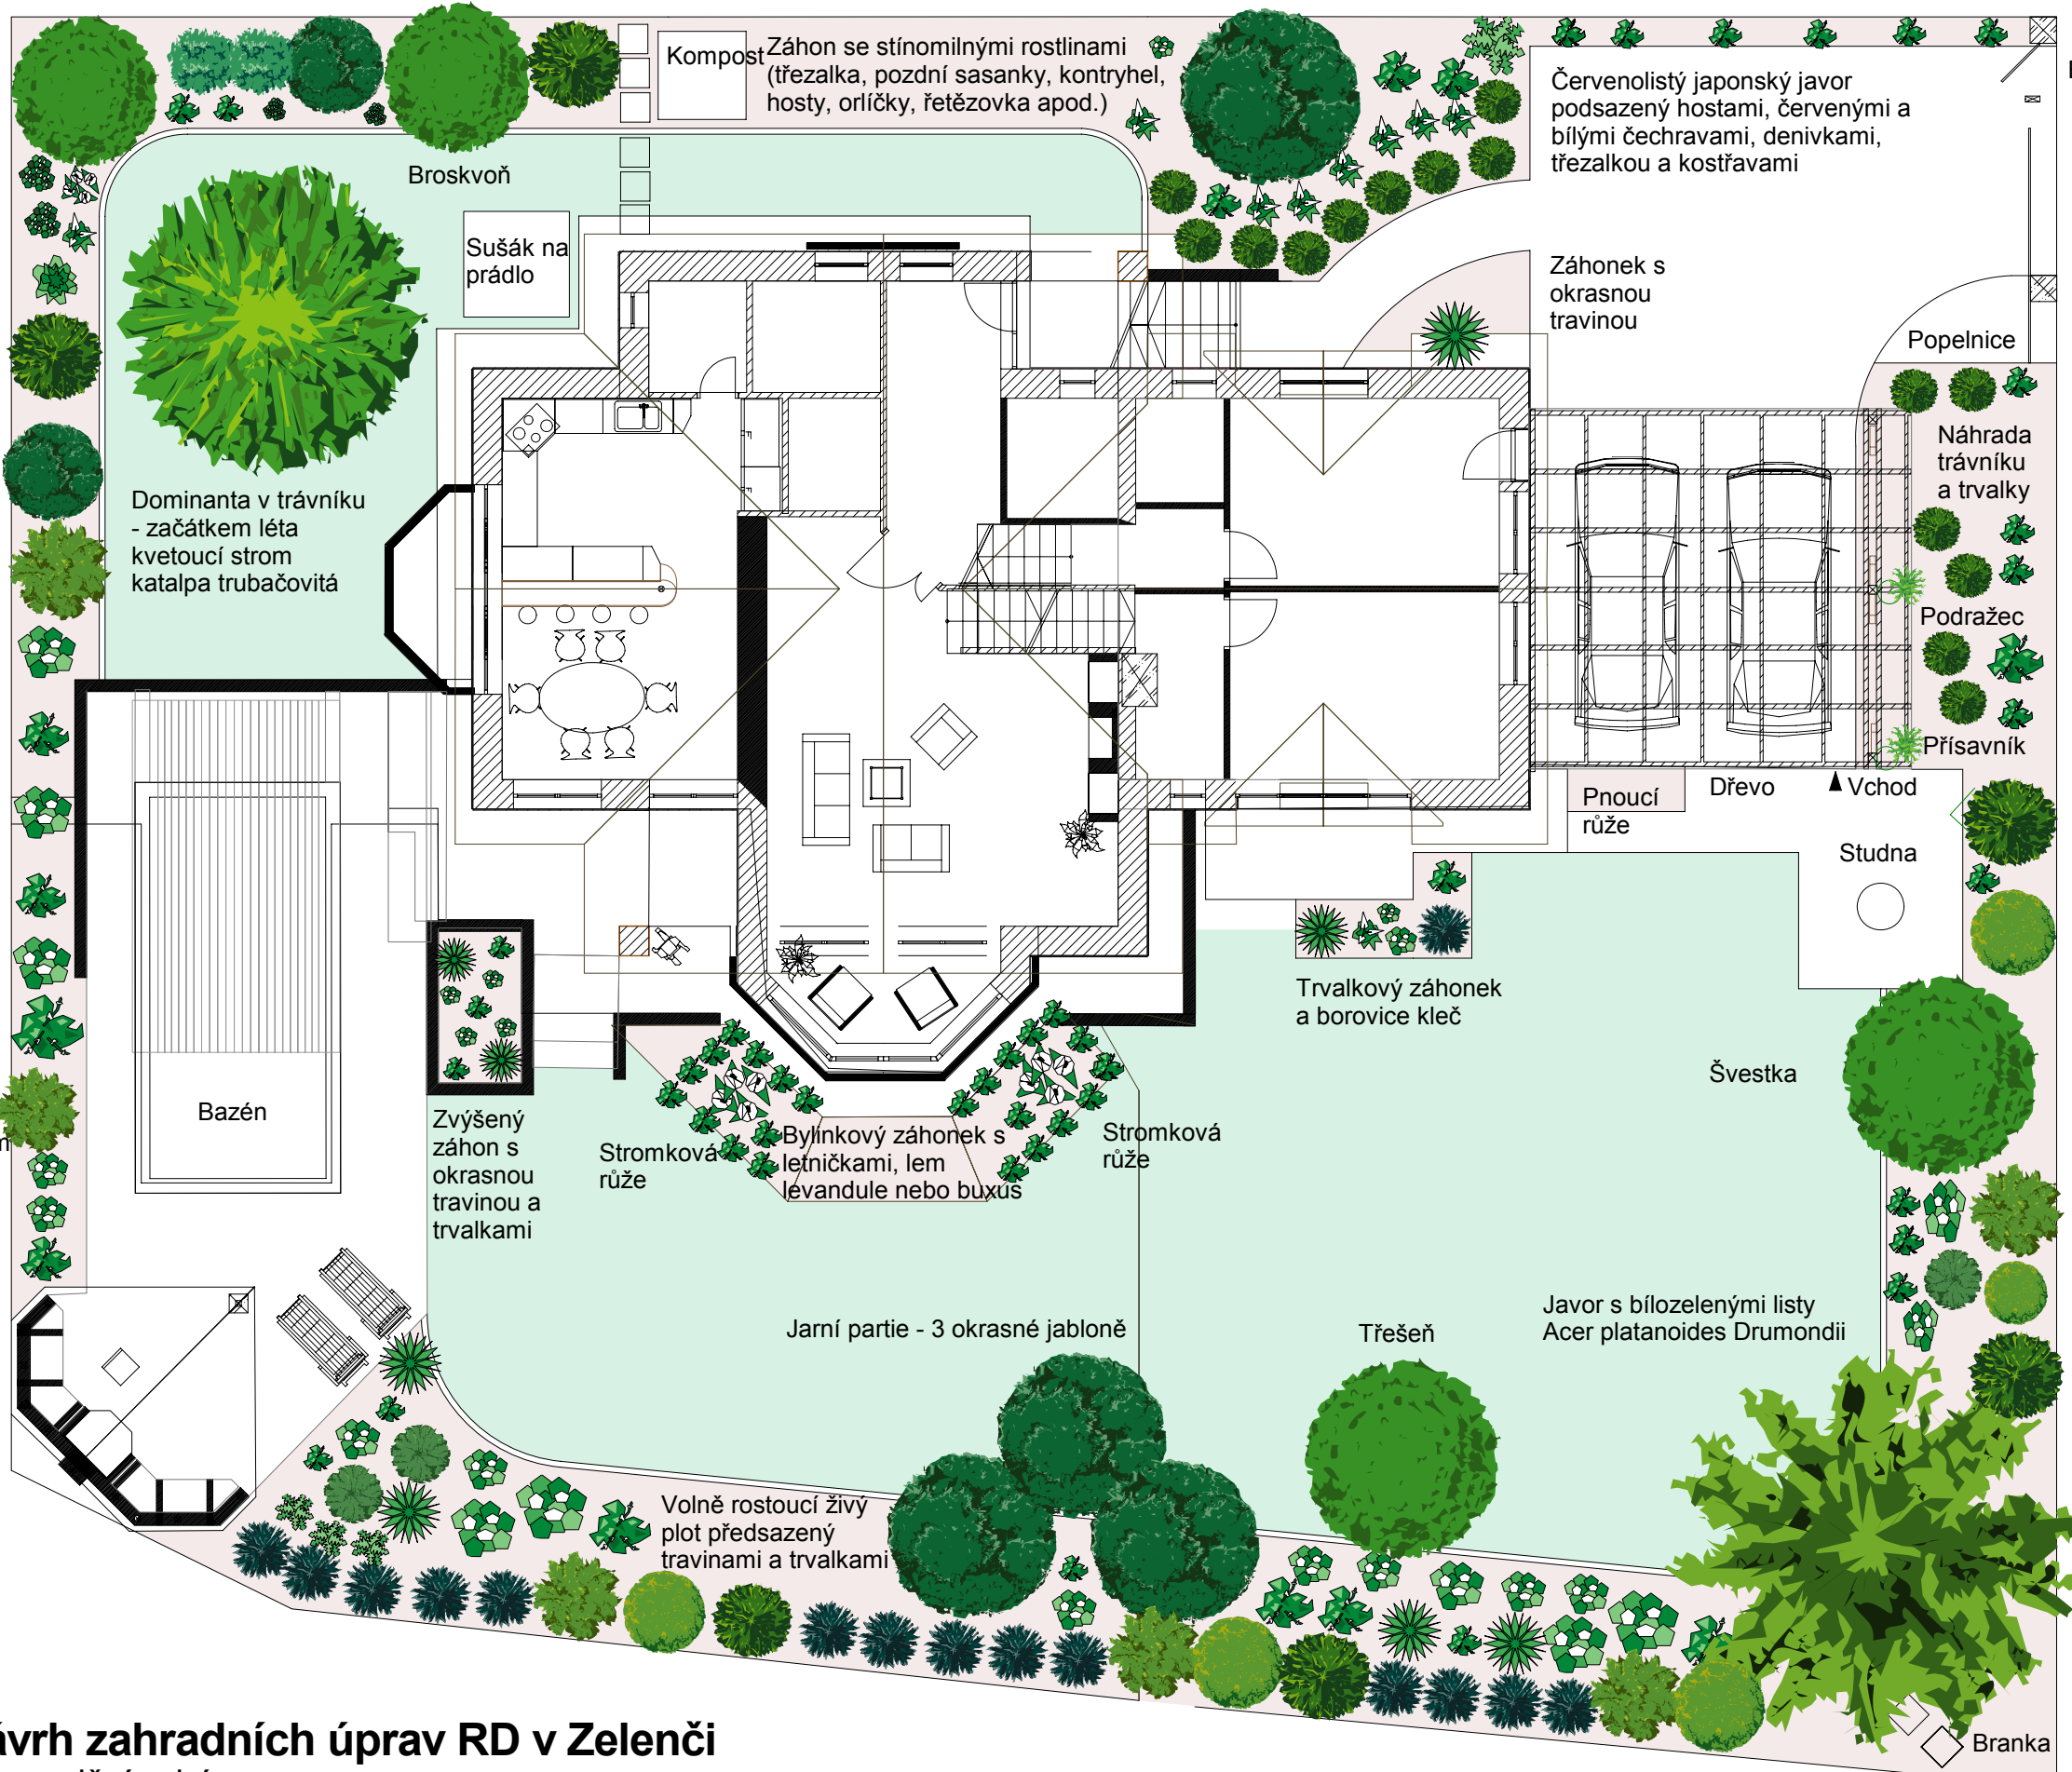 Kompost
Záhon se stínomilnými rostlinami
(třezalka, pozdní sasanky, kontryhel,
hosty, orlíčky, řetězovka apod.)
Červenolistý japonský javor
podsazený hostami, červenými a
bílými čechravami, denivkami,
třezalkou a kostřavami
Broskvoň
Sušák na
prádlo
Záhonek s
okrasnou
travinou
Popelnice
Náhrada
trávníku
a trvalky
Dominanta v trávníku
- začátkem léta
kvetoucí strom
katalpa trubačovitá
Podražec
Přísavník
Pnoucí
růže
Dřevo
Vchod
Studna
Trvalkový záhonek
a borovice kleč
Švestka
Bazén
Zvýšený
záhon s
okrasnou
travinou a
trvalkami
Stromková
růže
Bylinkový záhonek s
letničkami, lem
levandule nebo buxus
Stromková
růže
Jarní partie - 3 okrasné jabloně
Třešeň
Javor s bílozelenými listy
Acer platanoides Drumondii
Volně rostoucí živý
plot předsazený
travinami a trvalkami
Branka
ávrh zahradních úprav RD v Zelenči